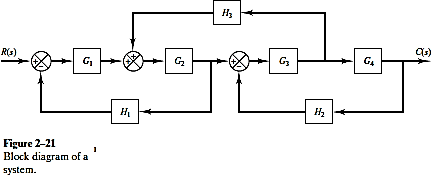 H3
R(s)
G1
G2
G3
G4
C(s)
H1
H2
Figure 2–21
Block diagram of a
system.